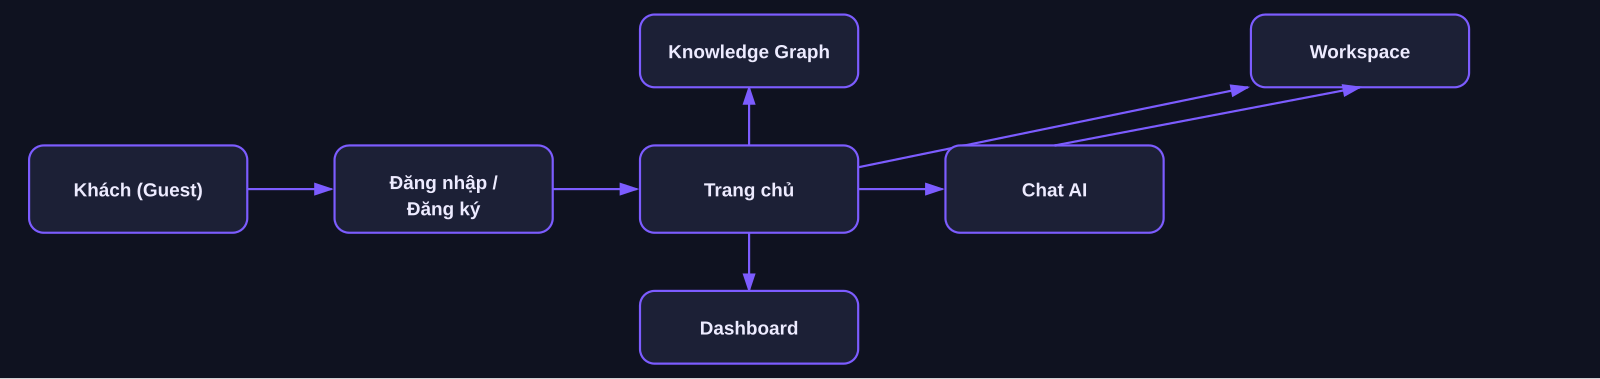 Knowledge Graph
Workspace
Khách (Guest)
Đăng nhập /
Đăng ký
Trang chủ
Chat AI
Dashboard